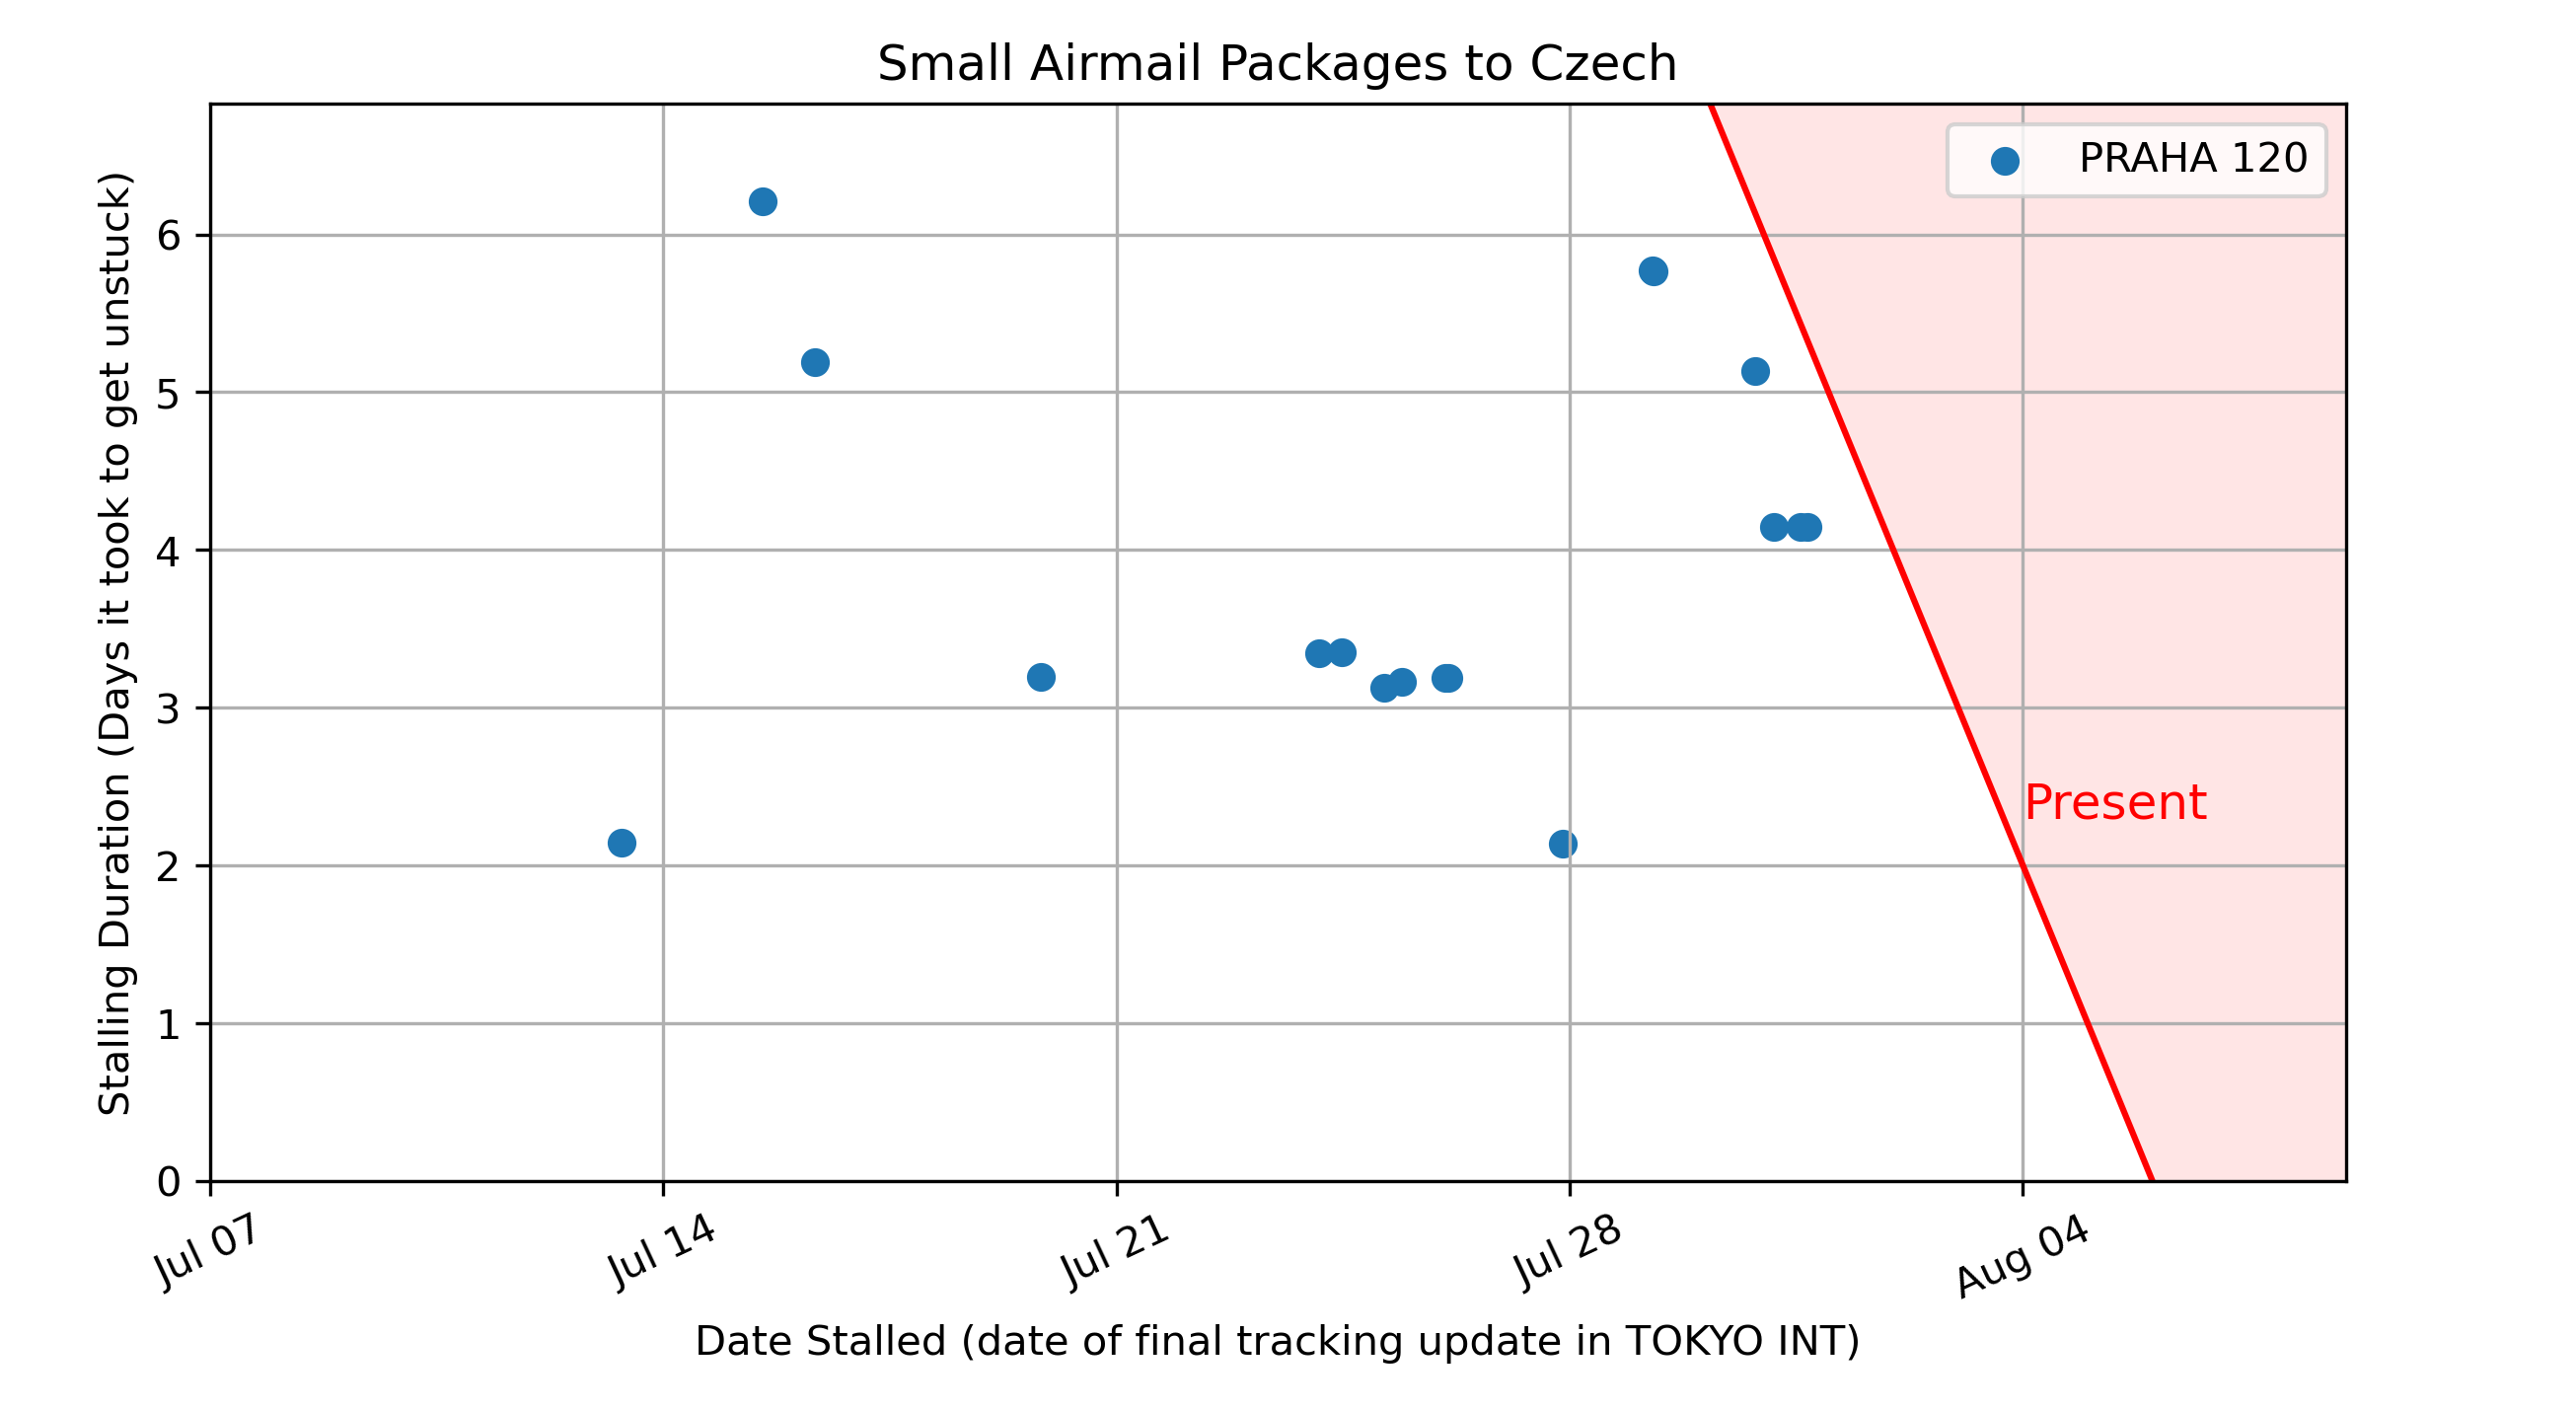 Small Airmail Packages to Czech
PRAHA 120
Present
Stalling Duration (Days it took to get unstuck)
6
5
4
3
2
1
0
Jul 07
Jul 14
Jul 21
Jul 28
Aug 04
Date Stalled (date of final tracking update in TOKYO INT)